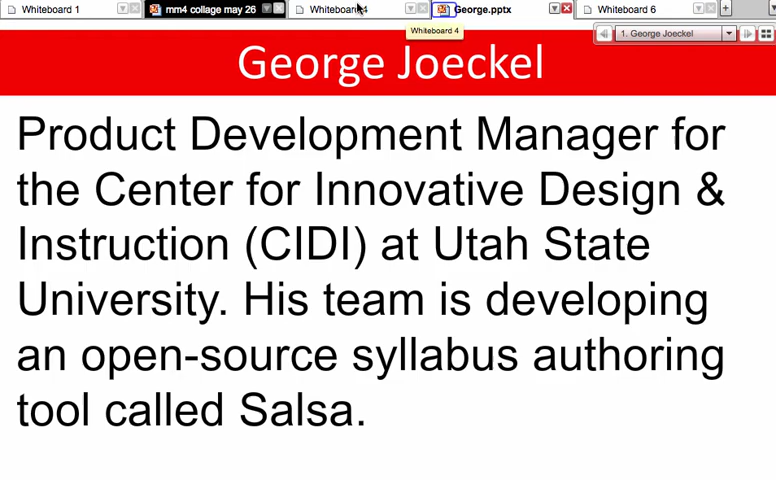 Whiteboard 1 mm4 collage may 26 Whiteboard 4 George.pptx Whiteboard 6
Whiteboard 4
1. George Joeckel
George Joeckel
Product Development Manager for
the Center for Innovative Design &
Instruction (CIDI) at Utah State
University. His team is developing
an open-source syllabus authoring
tool called Salsa.